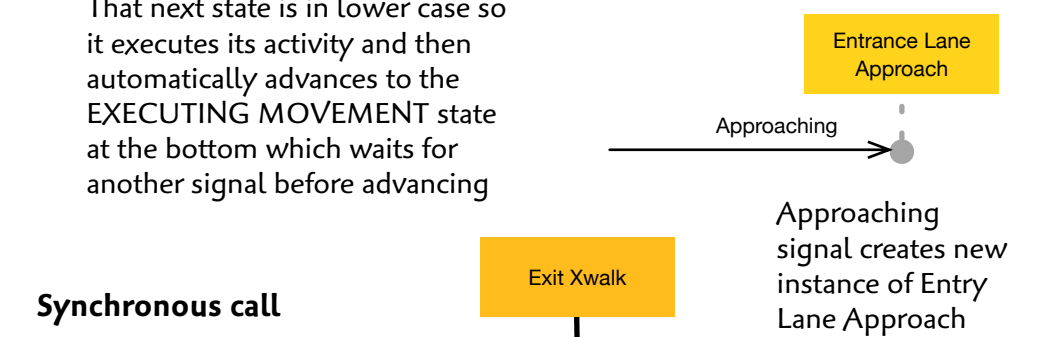 That next state is in lower case so
it executes its activity and then
automatically advances to the
EXECUTING MOVEMENT state
at the bottom which waits for
another signal before advancing
Entrance Lane
Approach
Approaching
Approaching
signal creates new
instance of Entry
Lane Approach
Exit Xwalk
Synchronous call